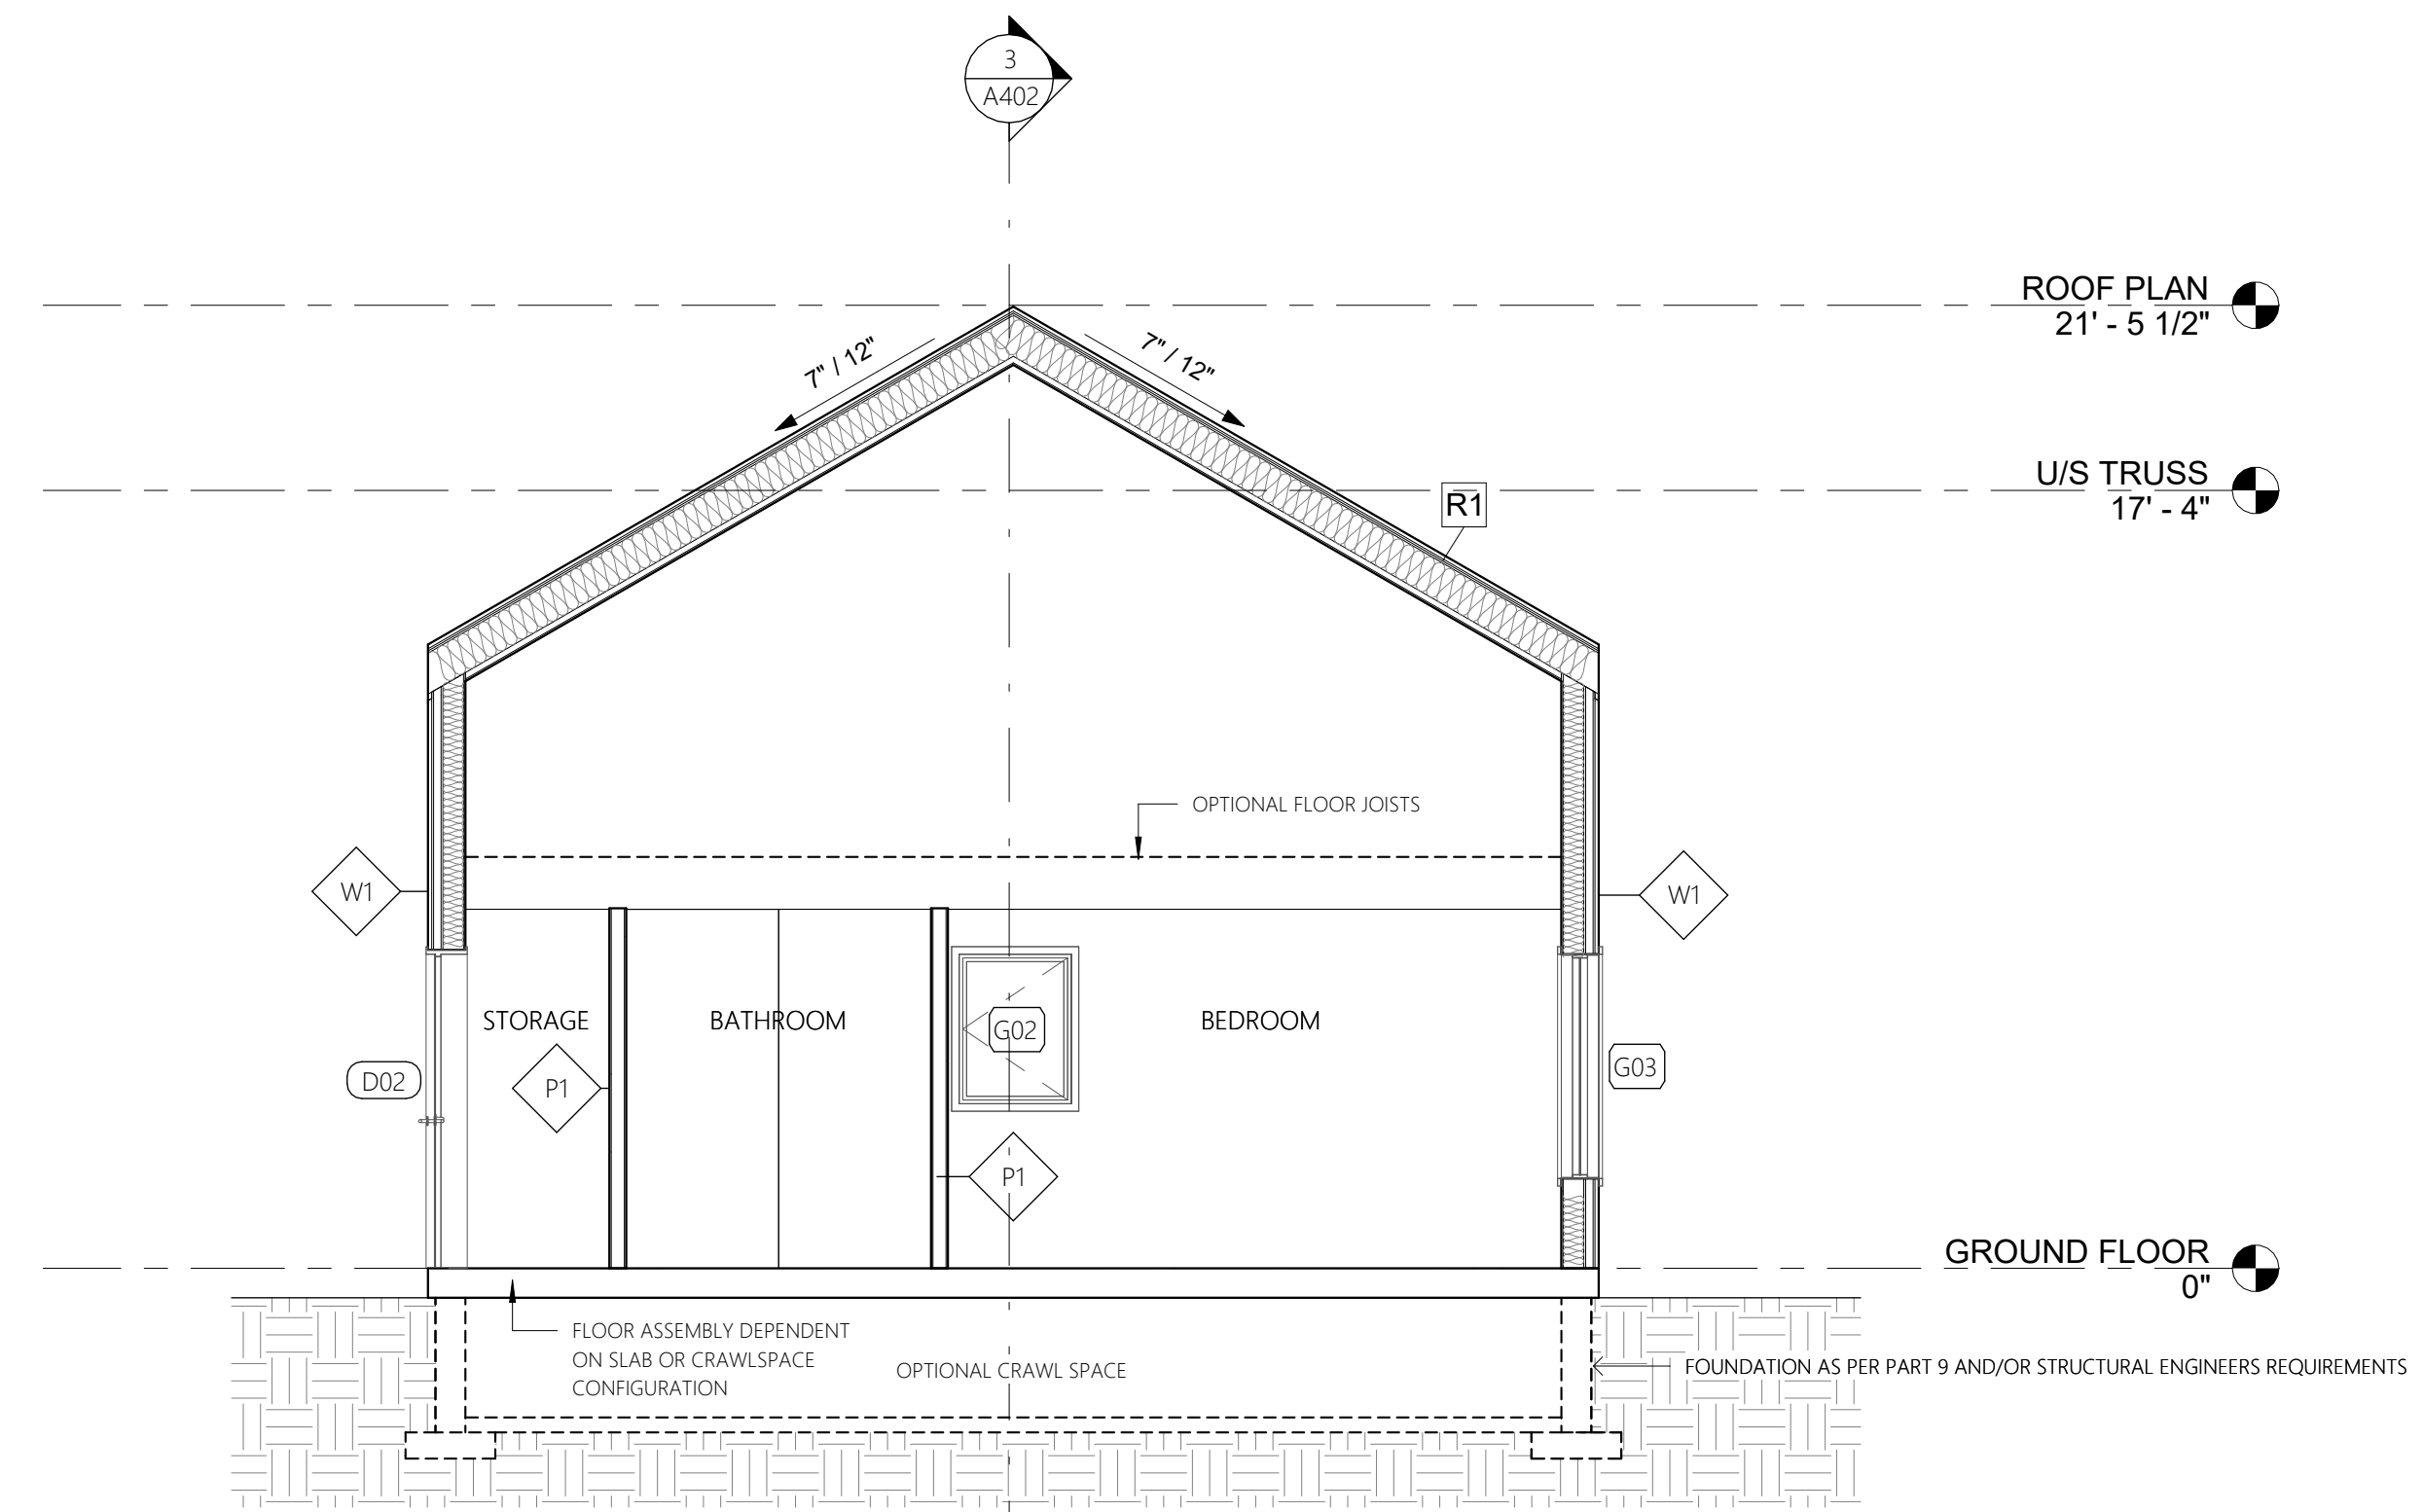 3
A402
ROOF PLAN
21' - 5 1/2"
7" / 12"
7" / 12"
U/S TRUSS
17' - 4"
R1
OPTIONAL FLOOR JOISTS
W1
W1
STORAGE
BATHROOM
BEDROOM
G02
G03
D02
P1
P1
GROUND FLOOR
0"
FLOOR ASSEMBLY DEPENDENT
ON SLAB OR CRAWLSPACE
CONFIGURATION
OPTIONAL CRAWL SPACE
FOUNDATION AS PER PART 9 AND/OR STRUCTURAL ENGINEERS REQUIREMENTS